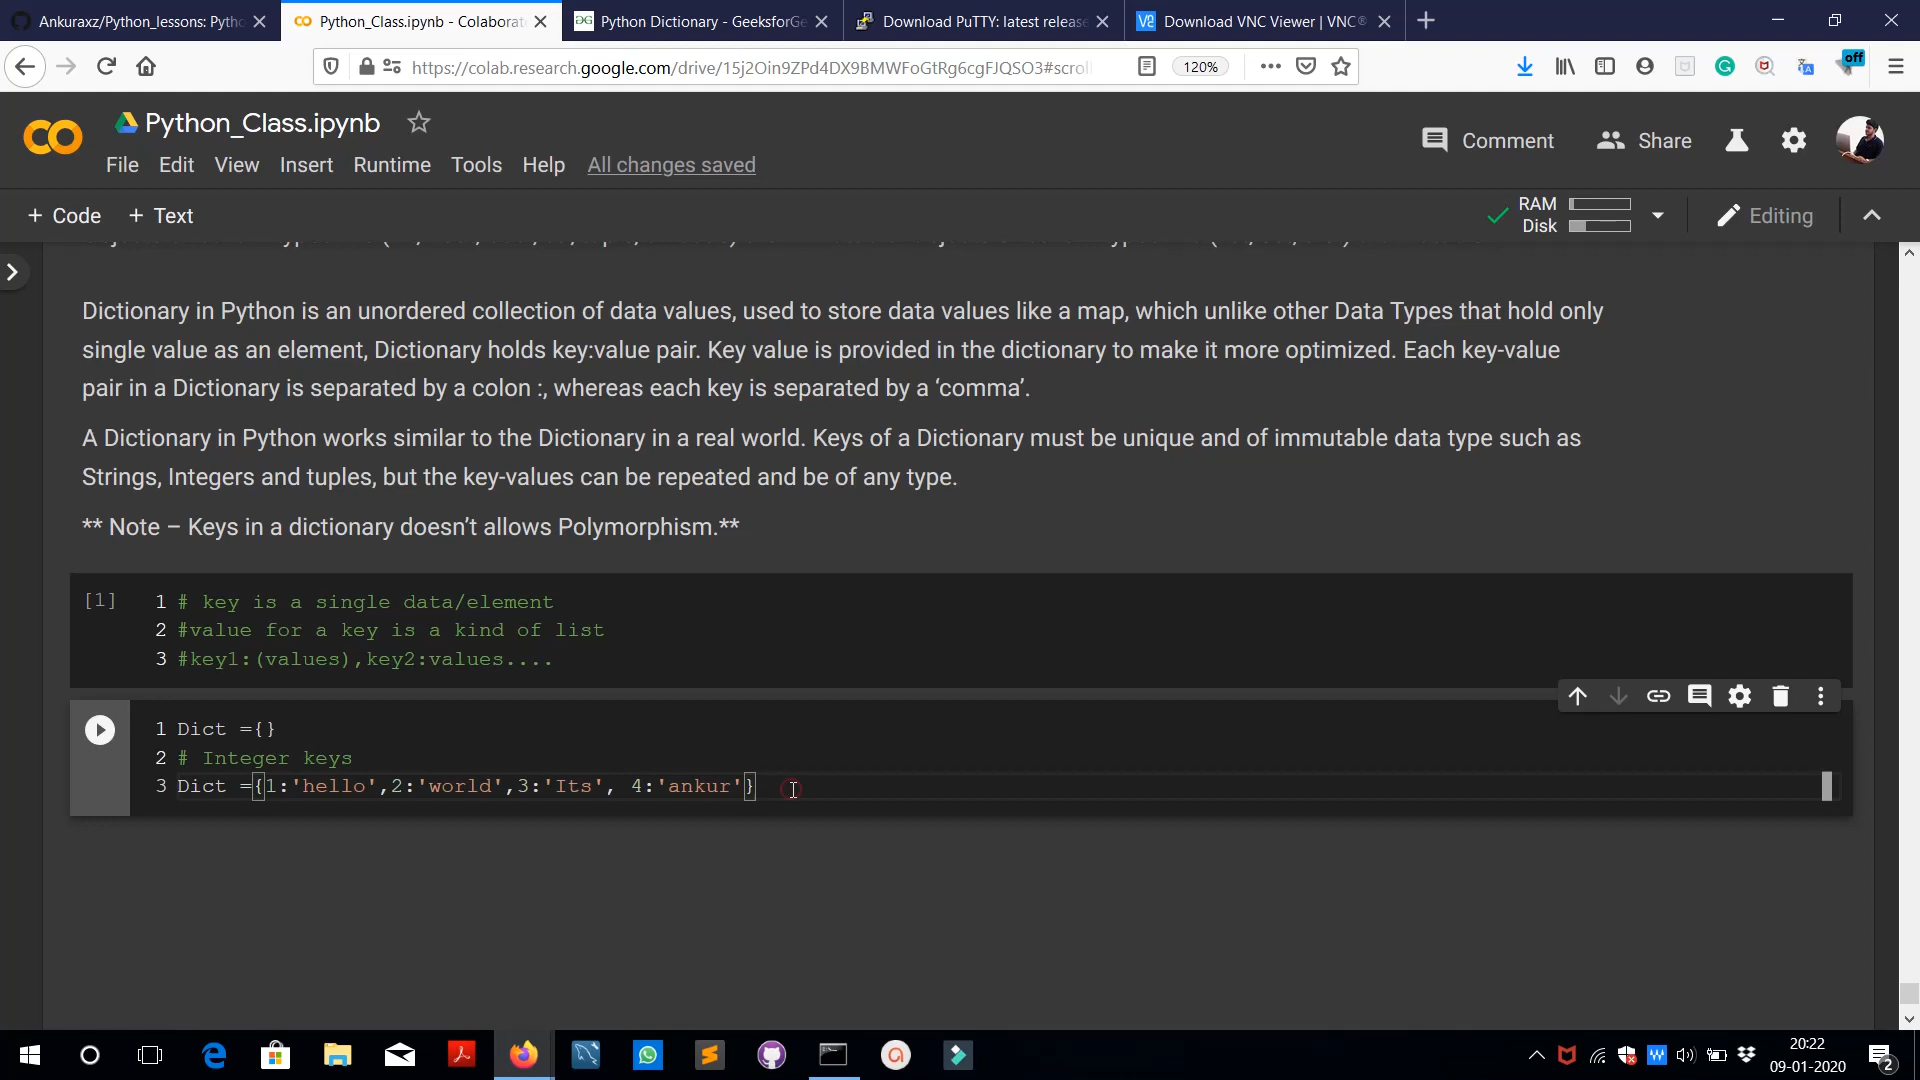 Ankuraxz/Python_lessons: Pytho
Python_Class.ipynb - Colaborat
Python Dictionary - GeeksforGe
Download PuTTY: latest release
Download VNC Viewer | VNC®
https://colab.research.google.com/drive/15j2Oin9ZPd4DX9BMWFoGtRg6cgFJQSO3#scroll
120%
off
Python_Class.ipynb
Comment
Share
File Edit View Insert Runtime Tools Help All changes saved
+ Code + Text
RAM
Disk
Editing
Dictionary in Python is an unordered collection of data values, used to store data values like a map, which unlike other Data Types that hold only
single value as an element, Dictionary holds key:value pair. Key value is provided in the dictionary to make it more optimized. Each key-value
pair in a Dictionary is separated by a colon :, whereas each key is separated by a ‘comma’.
A Dictionary in Python works similar to the Dictionary in a real world. Keys of a Dictionary must be unique and of immutable data type such as
Strings, Integers and tuples, but the key-values can be repeated and be of any type.
** Note – Keys in a dictionary doesn’t allows Polymorphism.**
[1]
1 # key is a single data/element
2 #value for a key is a kind of list
3 #key1:(values),key2:values....
1 Dict ={}
2 # Integer keys
3 Dict ={1:'hello',2:'world',3:'Its', 4:'ankur'}
20:22
09-01-2020
2